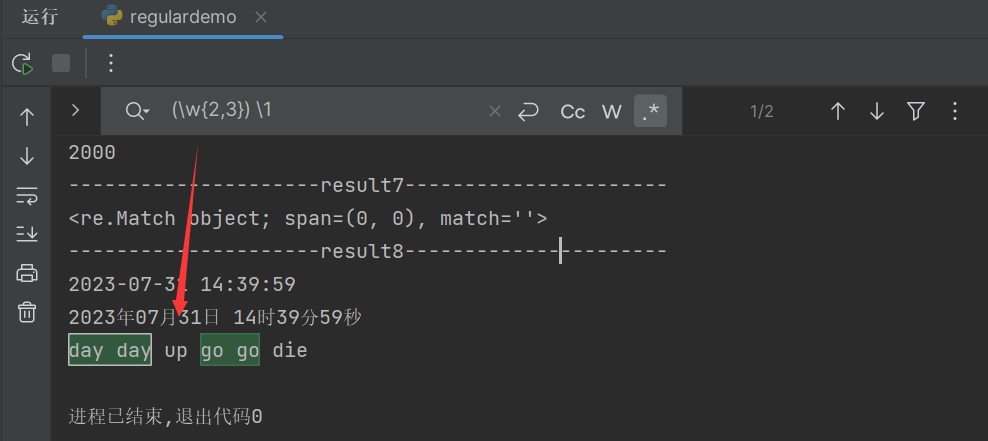 运行 regulardemo
(\w{2,3}) \1 Cc W .* 1/2
2000
---------------------result7----------------------
<re.Match object; span=(0, 0), match=''>
---------------------result8----------------------
2023-07-31 14:39:59
2023年07月31日 14时39分59秒
day day up go go die
进程已结束,退出代码0